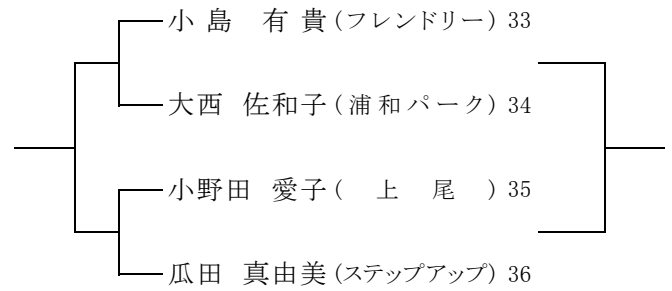 小島 有貴(フレンドリー) 33
大西 佐和子(浦和パーク) 34
小野田 愛子(上尾) 35
瓜田 真由美(ステップアップ) 36